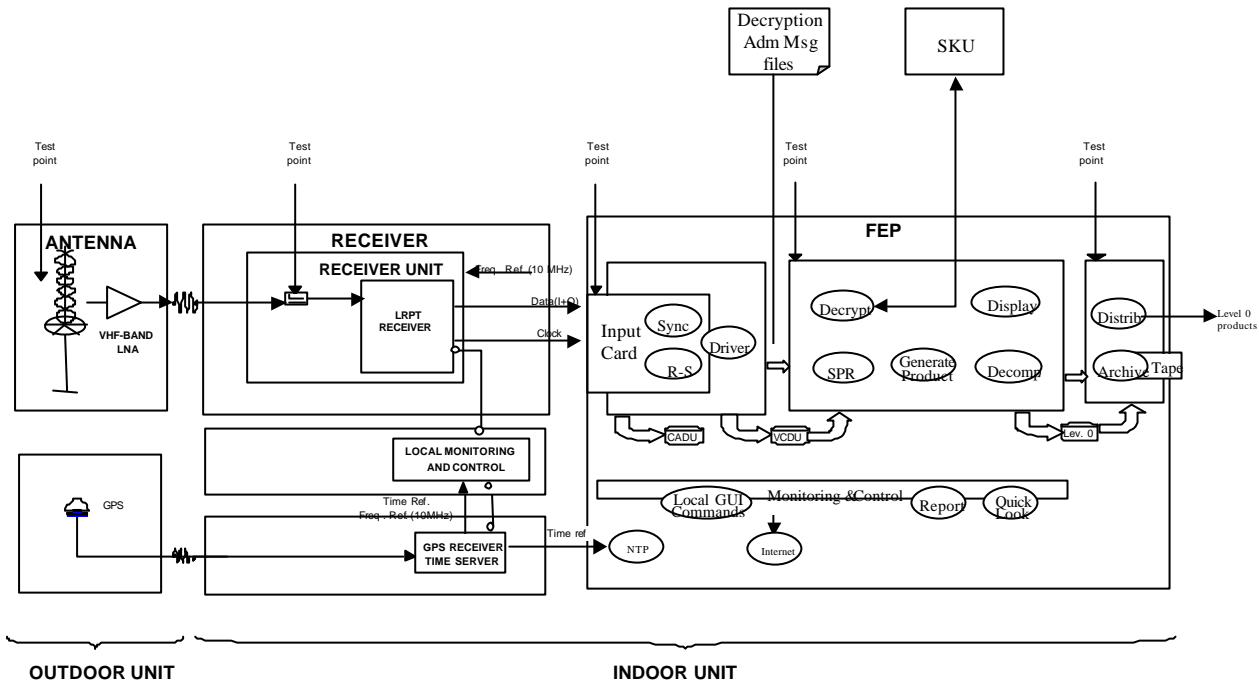 Decryption
Adm Msg
files
SKU
Test
point
Test
point
Test
point
Test
point
Test
point
ANTENNA
VHF-BAND
LNA
RECEIVER
RECEIVER UNIT
LRPT
RECEIVER
Freq. Ref. (10 MHz)
Data(I+Q)
Clock
FEP
Input
Card
Sync
R-S
Driver
Decrypt
Display
SPR
Generate
Product
Decomp
Distrib
Archive
Tape
Level 0
products
CADU
VCDU
Lev. 0
LOCAL MONITORING
AND CONTROL
Time Ref.
Freq. Ref. (10MHz)
GPS
GPS RECEIVER
TIME SERVER
Time ref
Local GUI
Commands
Monitoring &Control
Report
Quick
Look
NTP
Internet
OUTDOOR UNIT
INDOOR UNIT